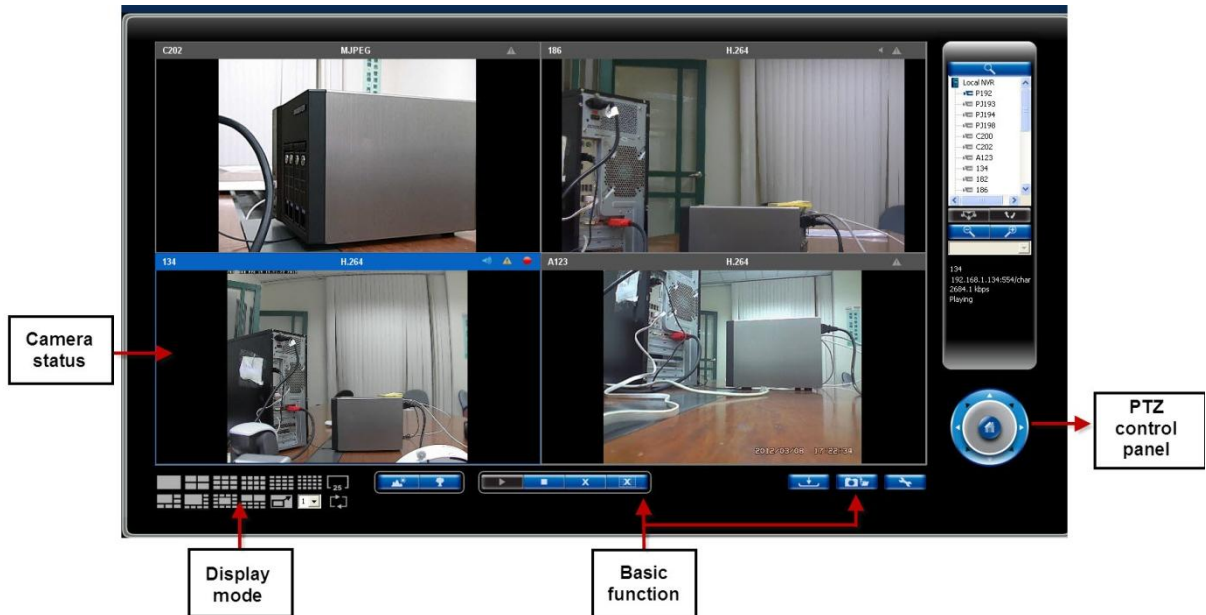 C202 MJPEG
186 H.264
Local NVR
P192
PJ193
PJ194
PJ198
C200
C202
A123
134
182
186
134 H.264
A123 H.264
134
192.168.1.134:554/char
2684.1 kbps
Playing
Camera
status
PTZ
control
panel
2012/03/08 17:22:34
25
1
X
X
Display
mode
Basic
function